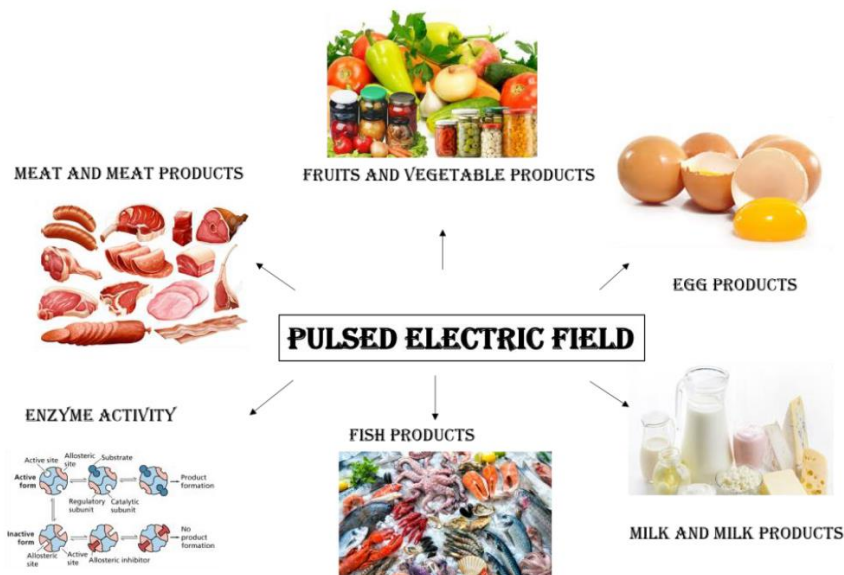 FRUITS AND VEGETABLE PRODUCTS
MEAT AND MEAT PRODUCTS
EGG PRODUCTS
PULSED ELECTRIC FIELD
ENZYME ACTIVITY
FISH PRODUCTS
MILK AND MILK PRODUCTS
Active site
Allosteric
site
Substrate
Active
form
Product
formation
Regulatory
subunit
Catalytic
subunit
Inactive
form
No
product
formation
Allosteric
site
Active
site
Allosteric inhibitor